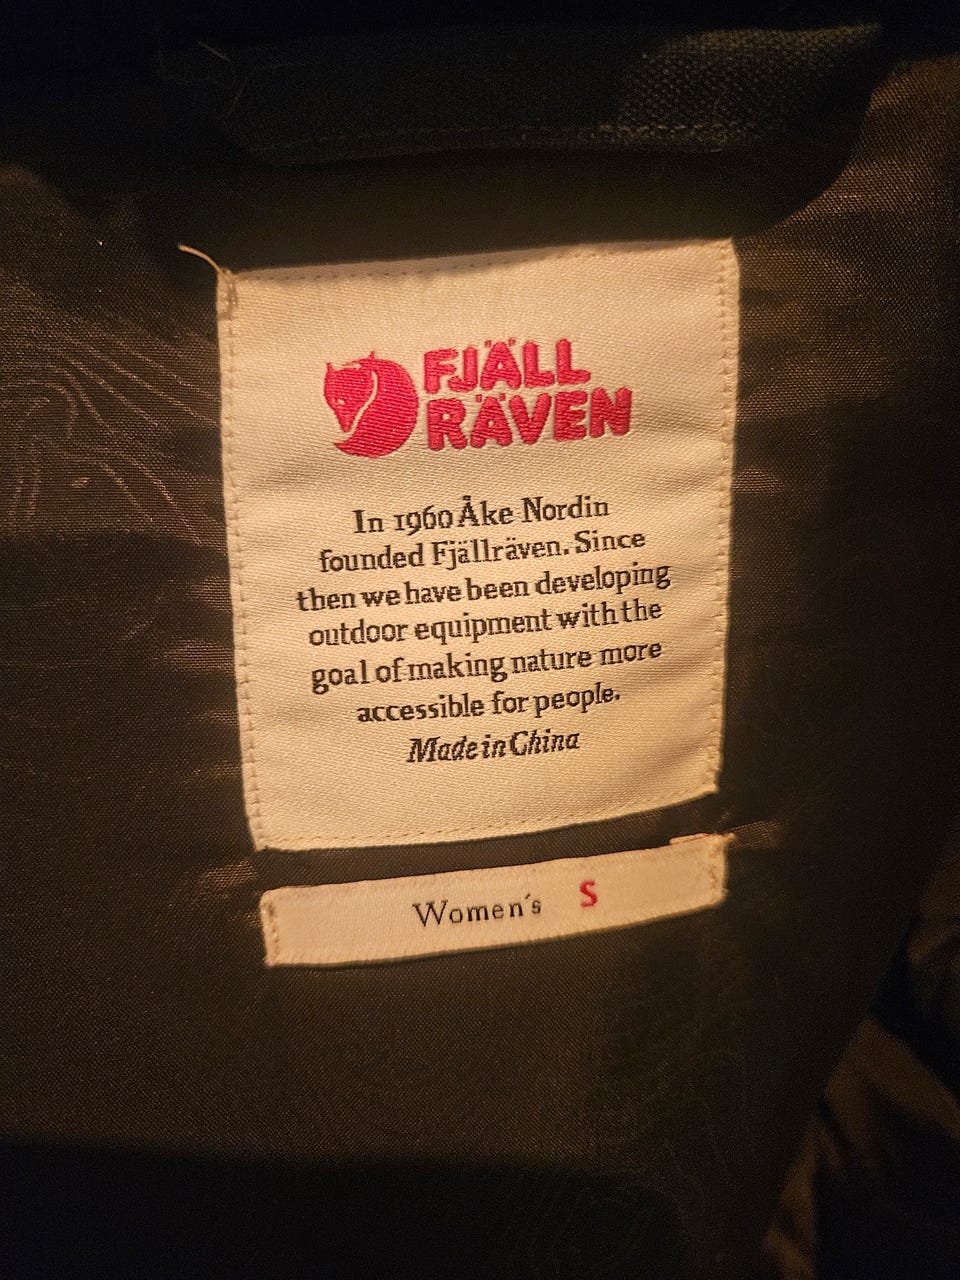 FJÄLL
RÄVEN
In 1960 Åke Nordin
founded Fjällräven. Since
then we have been developing
outdoor equipment with the
goal of making nature more
accessible for people.
Made in China
Women's S